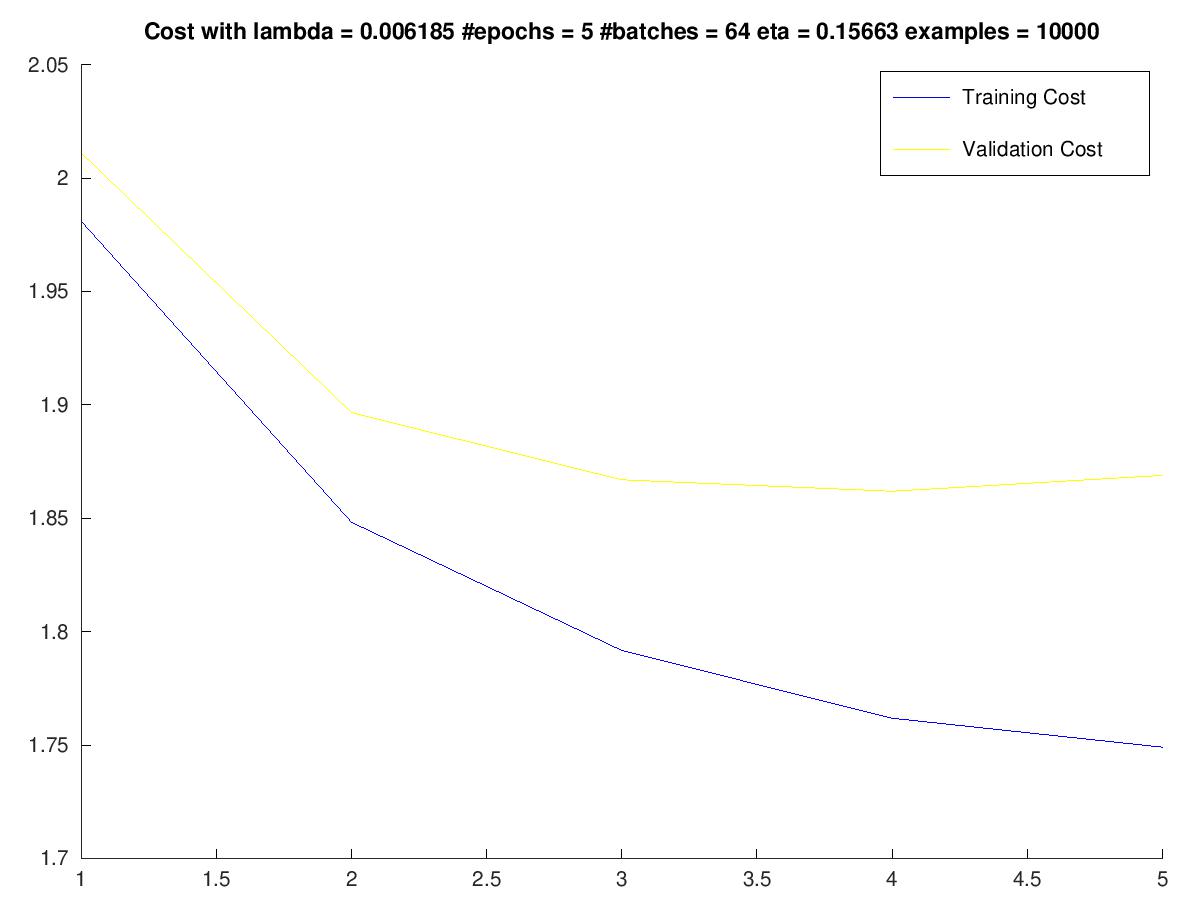 Cost with lambda = 0.006185 #epochs = 5 #batches = 64 eta = 0.15663 examples = 10000
2.05
2
1.95
1.9
1.85
1.8
1.75
1.7
Training Cost
Validation Cost
1 1.5 2 2.5 3 3.5 4 4.5 5